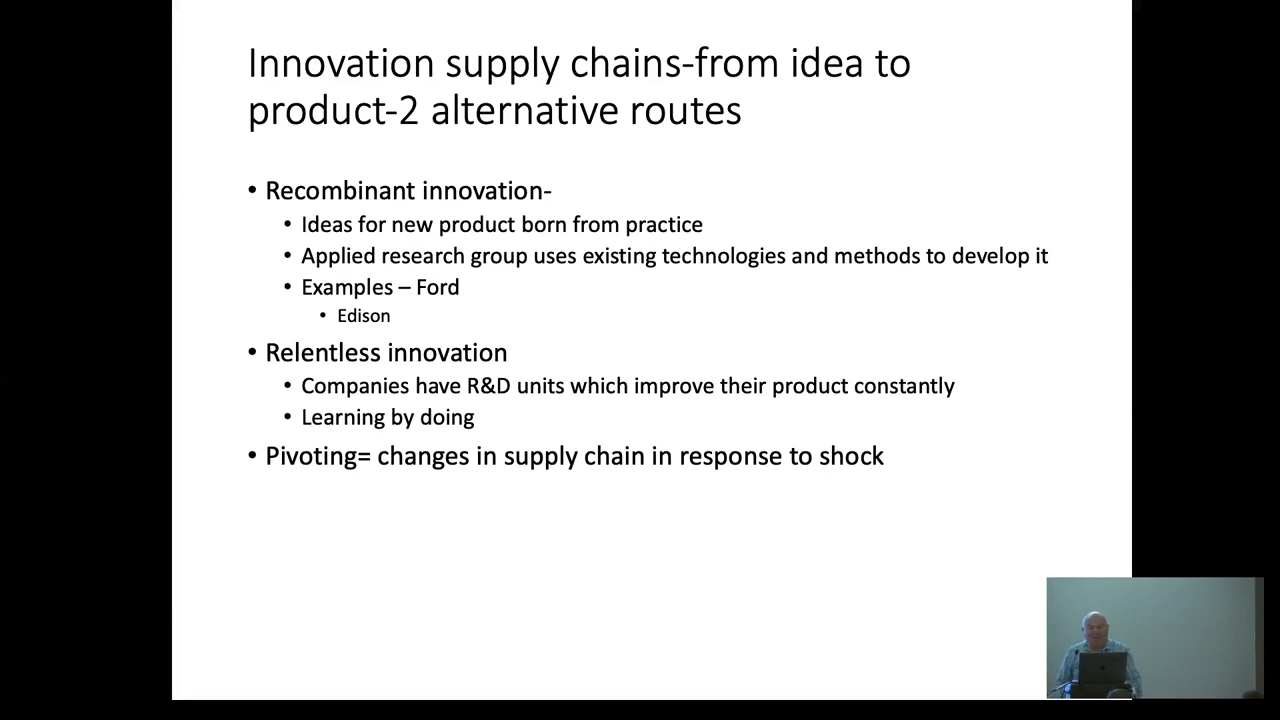 Innovation supply chains-from idea to
product-2 alternative routes
• Recombinant innovation-
• Ideas for new product born from practice
• Applied research group uses existing technologies and methods to develop it
• Examples – Ford
• Edison
• Relentless innovation
• Companies have R&D units which improve their product constantly
• Learning by doing
• Pivoting= changes in supply chain in response to shock